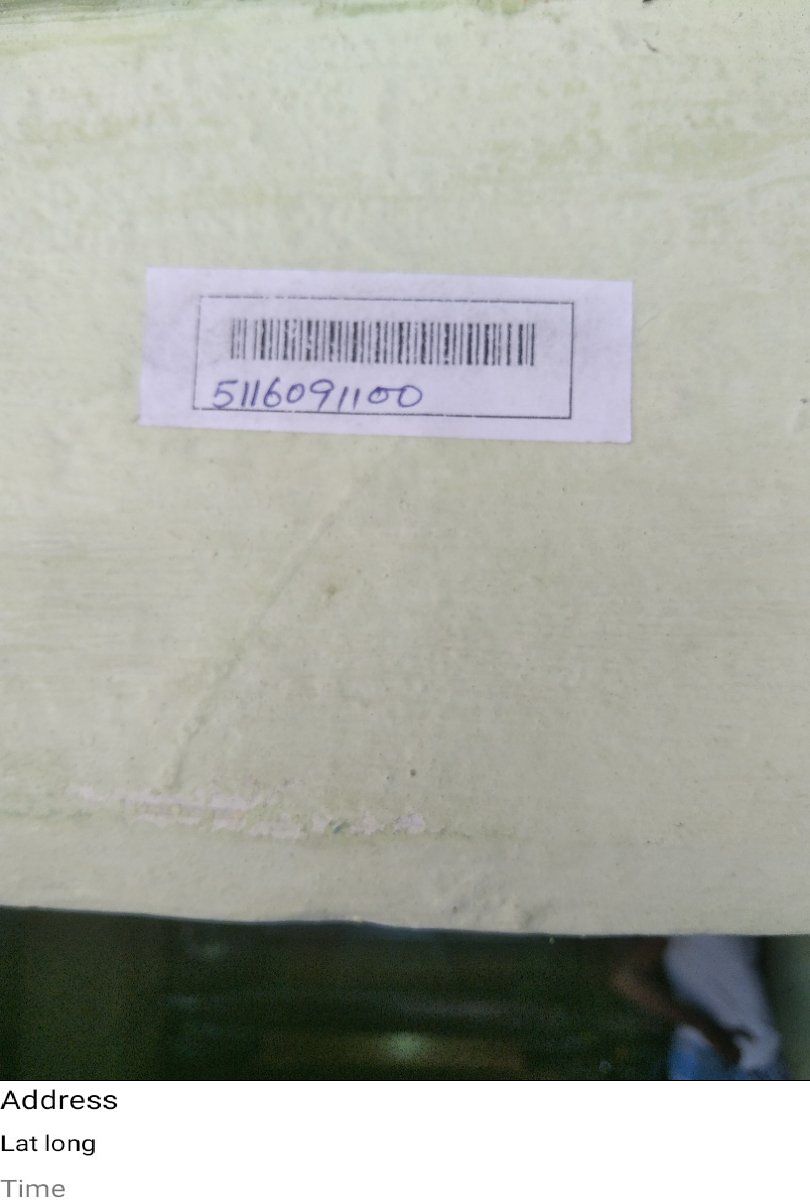 5116091100
Address
Lat long
Time